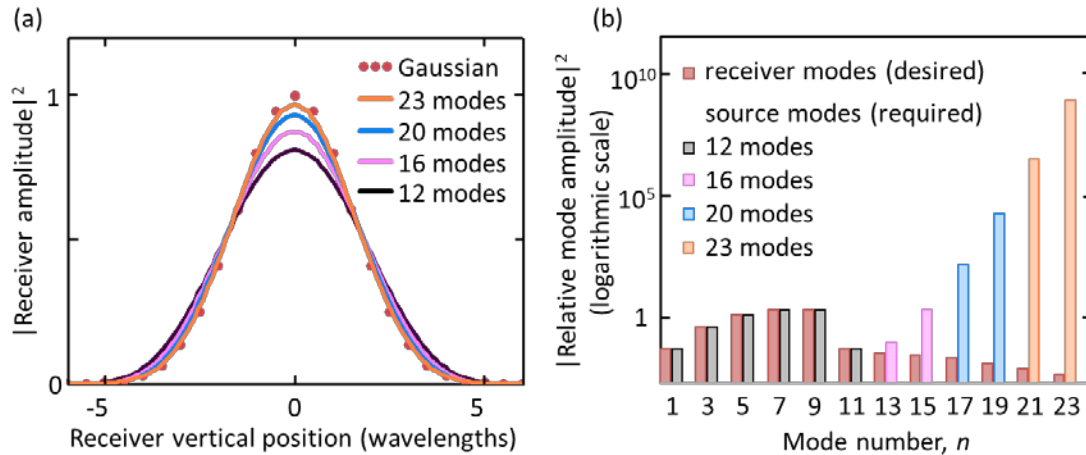 (a)
|Receiver amplitude|²
1
0
Gaussian
23 modes
20 modes
16 modes
12 modes
-5
0
5
Receiver vertical position (wavelengths)
(b)
|Relative mode amplitude|²
(logarithmic scale)
10¹⁰
10⁵
1
receiver modes (desired)
source modes (required)
12 modes
16 modes
20 modes
23 modes
1 3 5 7 9 11 13 15 17 19 21 23
Mode number, n